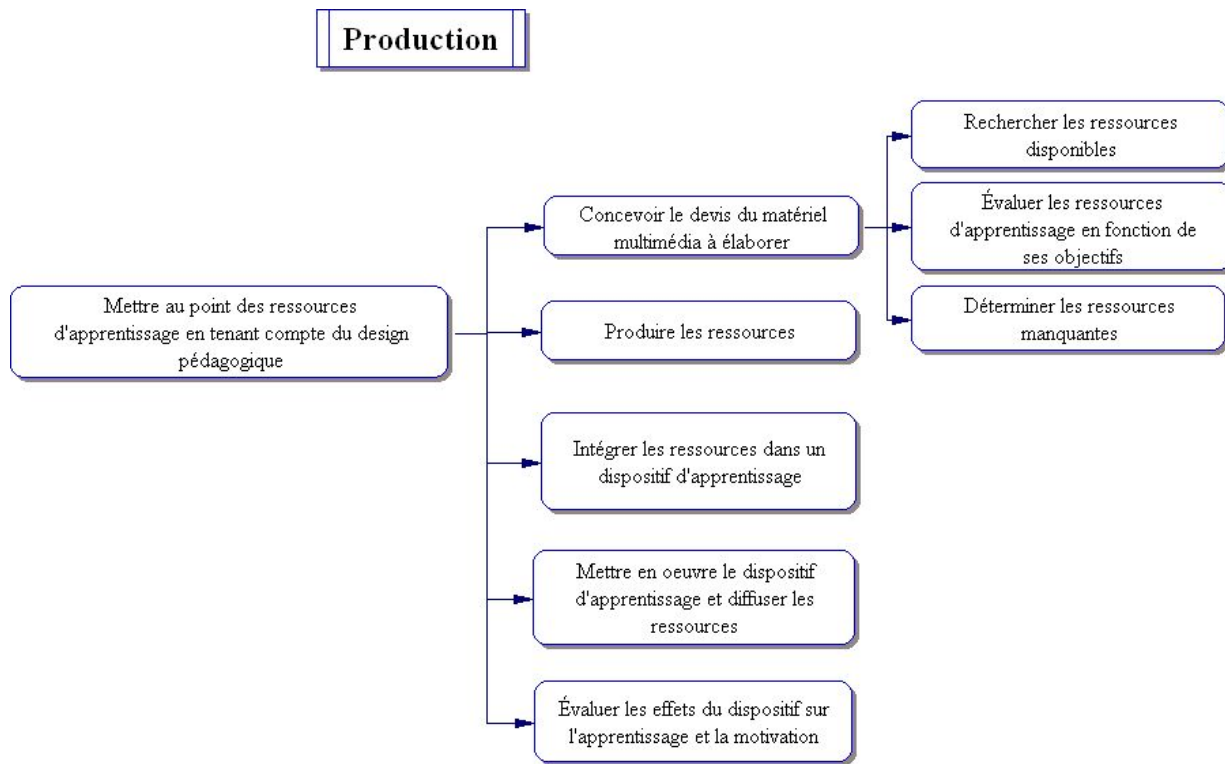 Production
Mettre au point des ressources
d'apprentissage en tenant compte du design
pédagogique
Concevoir le devis du matériel
multimédia à élaborer
Rechercher les ressources
disponibles
Évaluer les ressources
d'apprentissage en fonction de
ses objectifs
Déterminer les ressources
manquantes
Produire les ressources
Intégrer les ressources dans un
dispositif d'apprentissage
Mettre en oeuvre le dispositif
d'apprentissage et diffuser les
ressources
Évaluer les effets du dispositif sur
l'apprentissage et la motivation